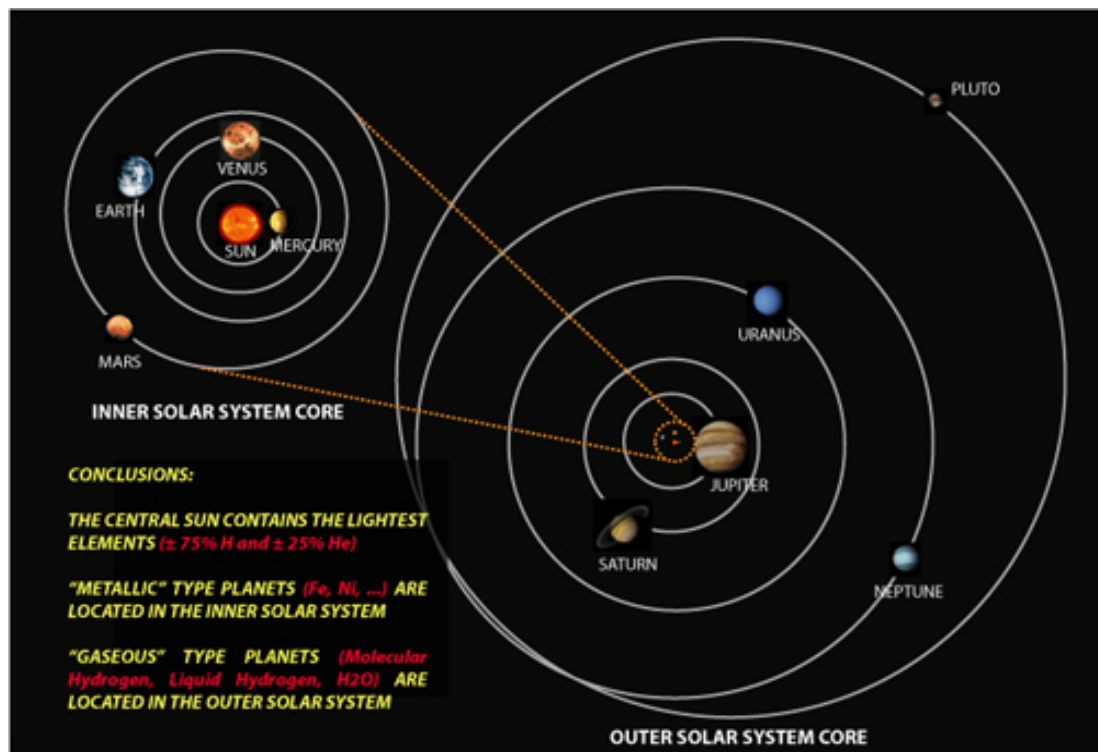 PLUTO
VENUS
EARTH
SUN
MERCURY
MARS
INNER SOLAR SYSTEM CORE
URANUS
JUPITER
SATURN
NEPTUNE
CONCLUSIONS:
THE CENTRAL SUN CONTAINS THE LIGHTEST
ELEMENTS (± 75% H and ± 25% He)
"METALLIC" TYPE PLANETS (Fe, Ni, ...) ARE
LOCATED IN THE INNER SOLAR SYSTEM
"GASEOUS" TYPE PLANETS (Molecular
Hydrogen, Liquid Hydrogen, H2O) ARE
LOCATED IN THE OUTER SOLAR SYSTEM
OUTER SOLAR SYSTEM CORE